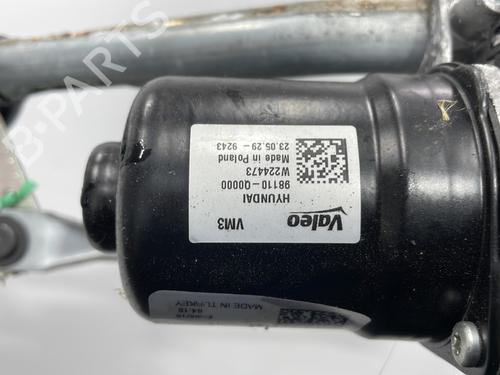 Valeo
VM3
HYUNDAI
98110-Q0000
W224473
Made in Poland
23.05.29 - 9243
MADE IN TURKEY
B-PARTS